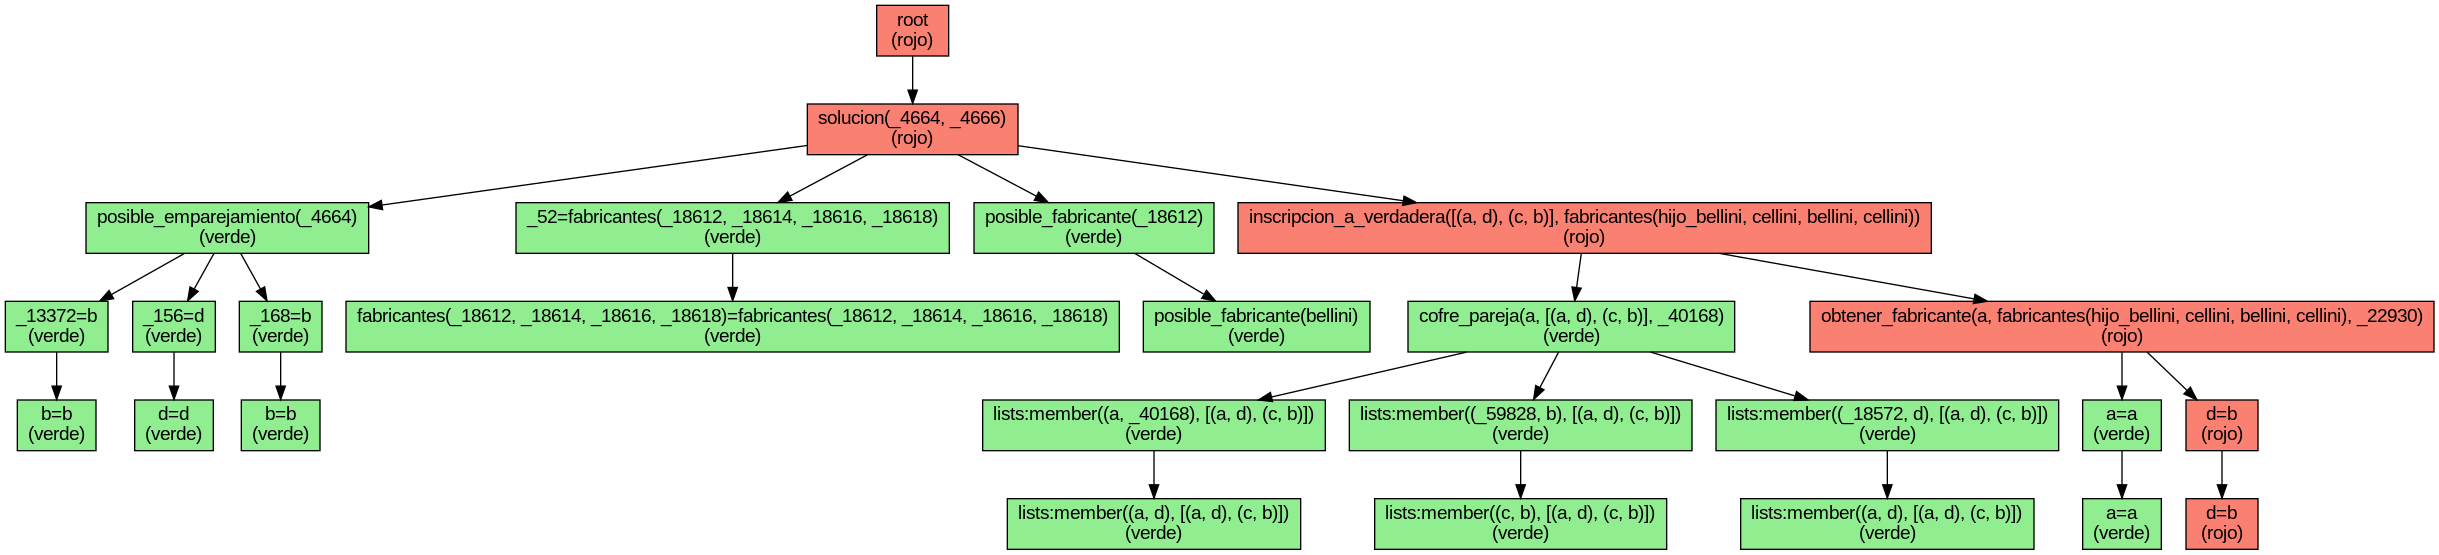 root
(rojo)
solucion(_4664, _4666)
(rojo)
posible_emparejamiento(_4664)
(verde)
_52=fabricantes(_18612, _18614, _18616, _18618)
(verde)
posible_fabricante(_18612)
(verde)
inscripcion_a_verdadera([(a, d), (c, b)], fabricantes(hijo_bellini, cellini, bellini, cellini))
(rojo)
_13372=b
(verde)
_156=d
(verde)
_168=b
(verde)
fabricantes(_18612, _18614, _18616, _18618)=fabricantes(_18612, _18614, _18616, _18618)
(verde)
posible_fabricante(bellini)
(verde)
cofre_pareja(a, [(a, d), (c, b)], _40168)
(verde)
obtener_fabricante(a, fabricantes(hijo_bellini, cellini, bellini, cellini), _22930)
(rojo)
b=b
(verde)
d=d
(verde)
b=b
(verde)
lists:member((a, _40168), [(a, d), (c, b)])
(verde)
lists:member((_59828, b), [(a, d), (c, b)])
(verde)
lists:member((_18572, d), [(a, d), (c, b)])
(verde)
a=a
(verde)
d=b
(rojo)
lists:member((a, d), [(a, d), (c, b)])
(verde)
lists:member((c, b), [(a, d), (c, b)])
(verde)
lists:member((a, d), [(a, d), (c, b)])
(verde)
a=a
(verde)
d=b
(rojo)